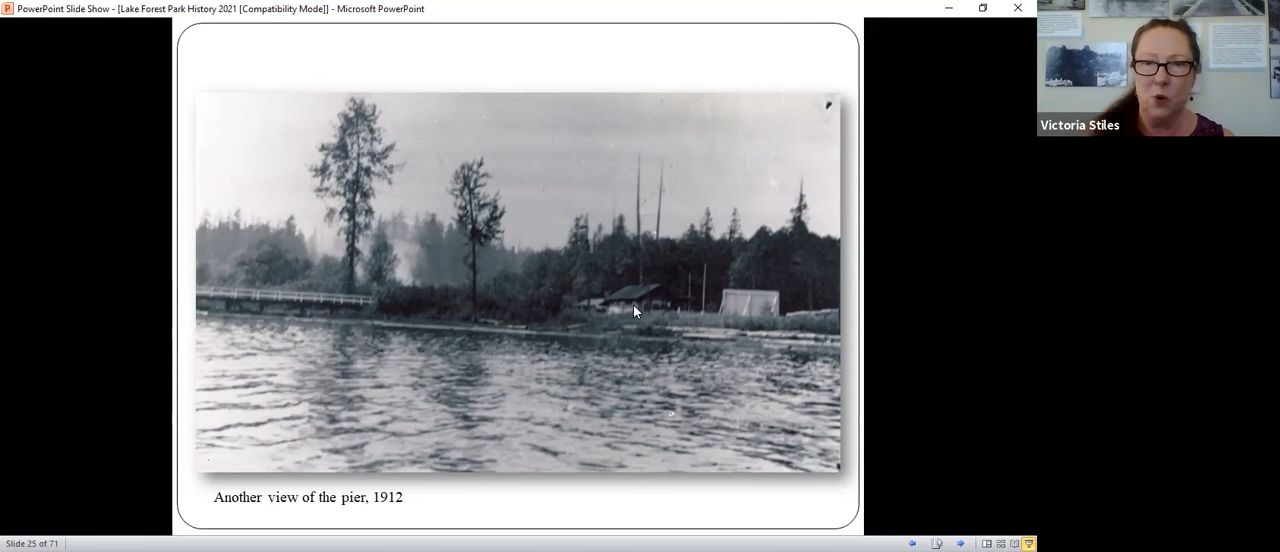 PowerPoint Slide Show - [Lake Forest Park History 2021 [Compatibility Mode]] - Microsoft PowerPoint
Victoria Stiles
Another view of the pier, 1912
Slide 25 of 71